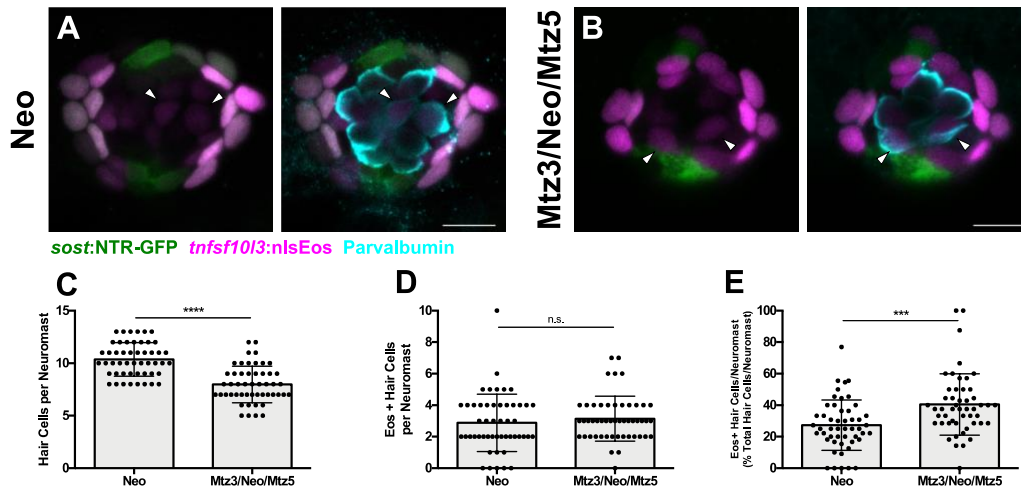 A
B
Neo
Mtz3/Neo/Mtz5
sost:NTR-GFP tnfsf10l3:nlsEos Parvalbumin
C
Hair Cells per Neuromast
15
10
5
0
****
Neo
Mtz3/Neo/Mtz5
D
Eos + Hair Cells
per Neuromast
10
8
6
4
2
0
n.s.
Neo
Mtz3/Neo/Mtz5
E
Eos+ Hair Cells/Neuromast
(% Total Hair Cells/Neuromast)
100
80
60
40
20
0
***
Neo
Mtz3/Neo/Mtz5